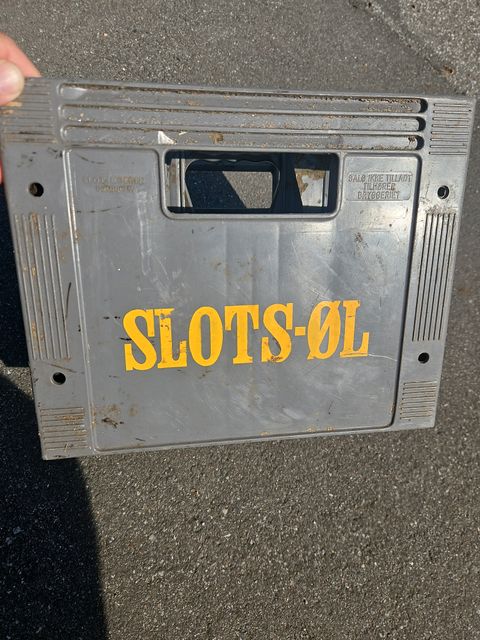 SALG IKKE TILLADT
TILHØRER
BRYGGERIET
SLOTS-ØL